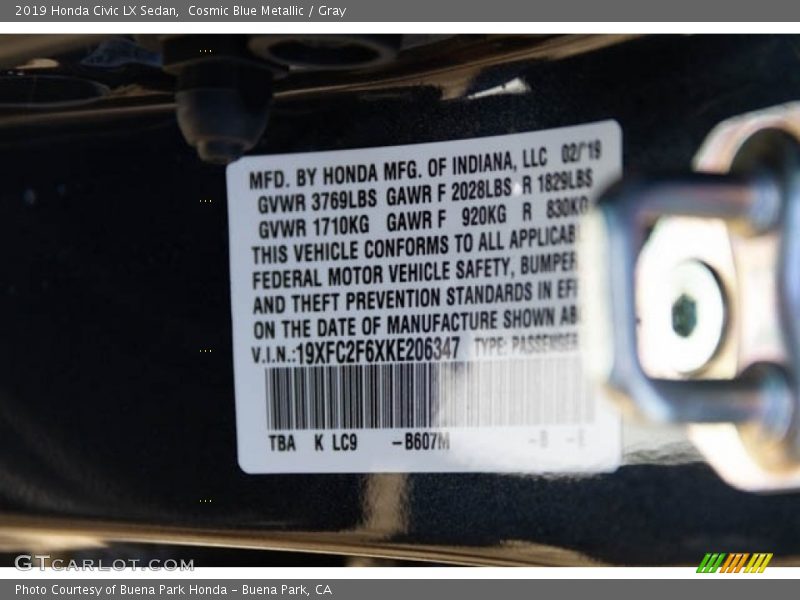 2019 Honda Civic LX Sedan,  Cosmic Blue Metallic / Gray
MFD. BY HONDA MFG. OF INDIANA, LLC 02/19
GVWR 3769LBS GAWR F 2028LBS R 1829LBS
GVWR 1710KG GAWR F 920KG R 830KG
THIS VEHICLE CONFORMS TO ALL APPLICAB
FEDERAL MOTOR VEHICLE SAFETY, BUMPER
AND THEFT PREVENTION STANDARDS IN EFF
ON THE DATE OF MANUFACTURE SHOWN AB
V.I.N.:19XFC2F6XKE206347 TYPE: PASSENGER
TBA K LC9 -B607M
GTCARLOT.COM
Photo Courtesy of Buena Park Honda - Buena Park, CA